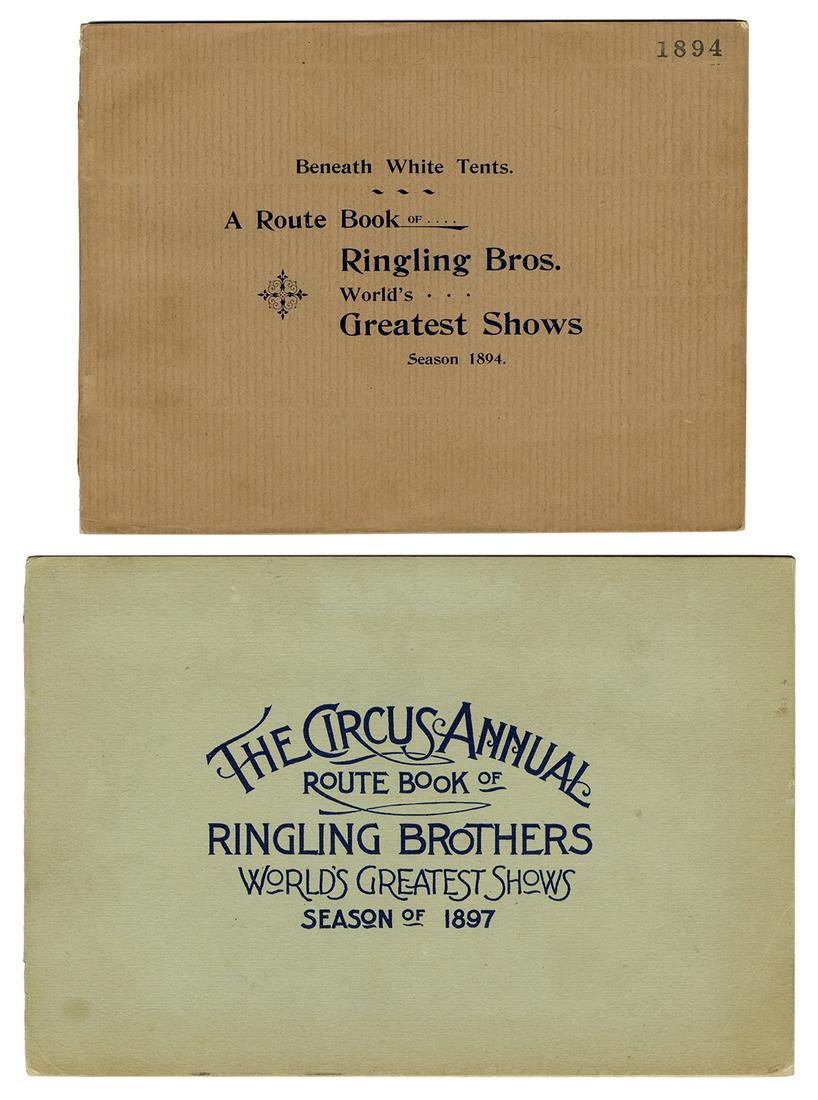 1894
Beneath White Tents.
A Route Book OF ....
Ringling Bros.
World's . . .
Greatest Shows
Season 1894.
THE CIRCUS ANNUAL
ROUTE BOOK OF
RINGLING BROTHERS
WORLD'S GREATEST SHOWS
SEASON OF 1897